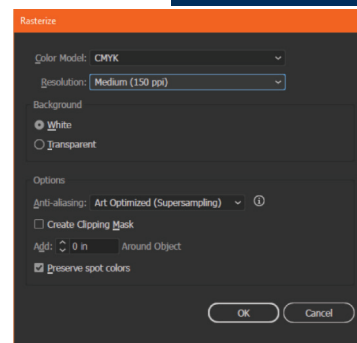 Rasterize
Color Model: CMYK
Resolution: Medium (150 ppi)
Background
White
Transparent
Options
Anti-aliasing: Art Optimized (Supersampling)
Create Clipping Mask
Add: 0 in Around Object
Preserve spot colors
OK Cancel